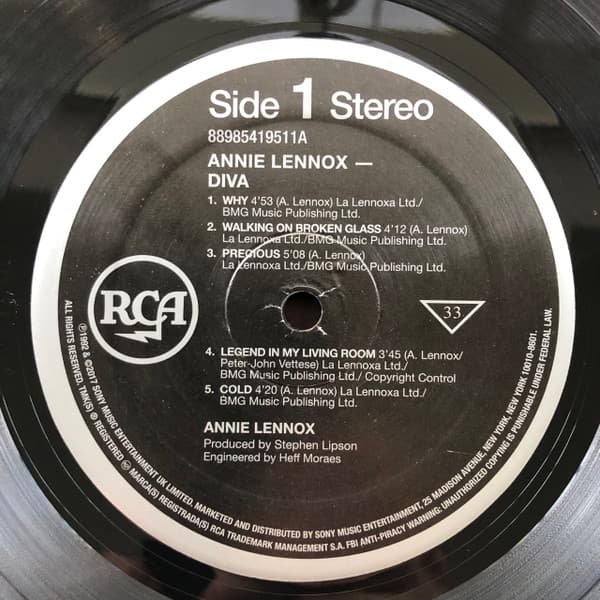 Side 1 Stereo
88985419511A
ANNIE LENNOX —
DIVA
1. WHY 4'53 (A. Lennox) La Lennoxa Ltd./
BMG Music Publishing Ltd.
2. WALKING ON BROKEN GLASS 4'12 (A. Lennox)
La Lennoxa Ltd./BMG Music Publishing Ltd.
3. PRECIOUS 5'08 (A. Lennox)
La Lennoxa Ltd./BMG Music Publishing Ltd.
RCA
33
4. LEGEND IN MY LIVING ROOM 3'45 (A. Lennox/
Peter-John Vettese) La Lennoxa Ltd./
BMG Music Publishing Ltd./ Copyright Control
5. COLD 4'20 (A. Lennox) La Lennoxa Ltd./
BMG Music Publishing Ltd.
ANNIE LENNOX
Produced by Stephen Lipson
Engineered by Heff Moraes
℗1992 & ©2017 SONY MUSIC ENTERTAINMENT UK LIMITED. MARKETED AND DISTRIBUTED BY SONY MUSIC ENTERTAINMENT, 25 MADISON AVENUE, NEW YORK, NEW YORK 10010-8601.
ALL RIGHTS RESERVED. TMK(S) ® REGISTERED MARCA(S) REGISTRADA(S) RCA TRADEMARK MANAGEMENT S.A. FBI ANTI-PIRACY WARNING: UNAUTHORIZED COPYING IS PUNISHABLE UNDER FEDERAL LAW.